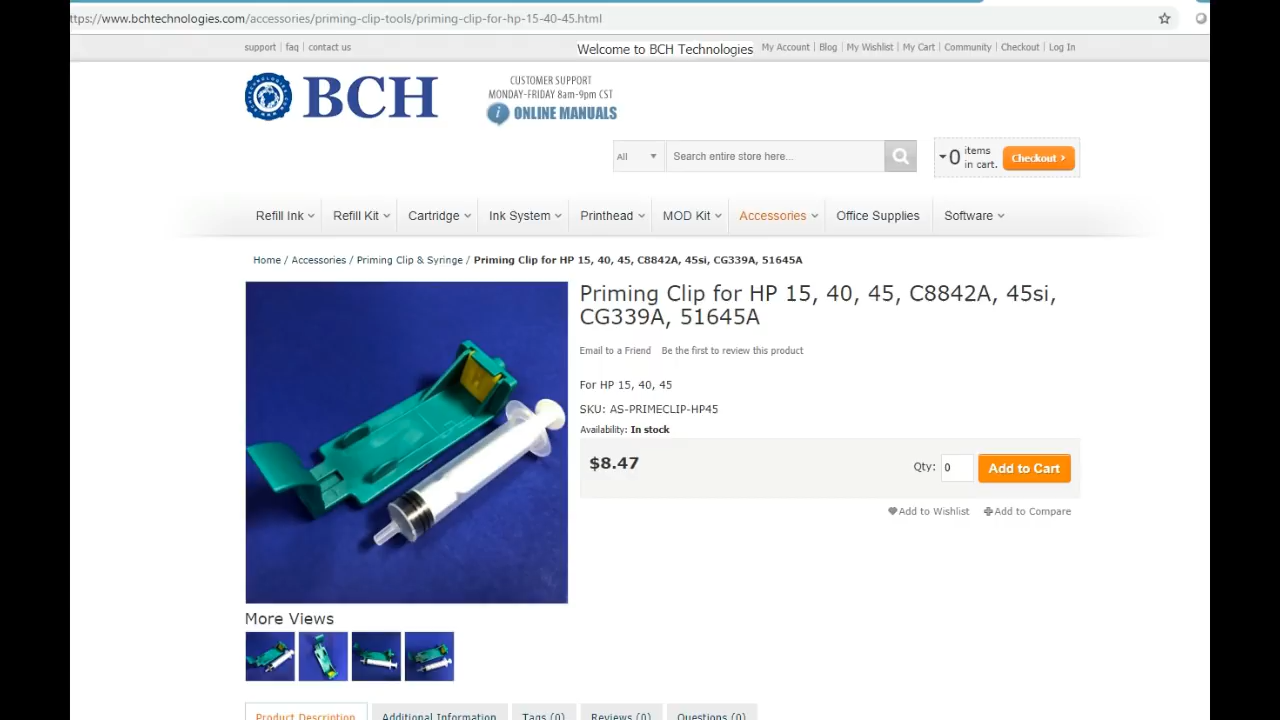 ttps://www.bchtechnologies.com/accessories/priming-clip-tools/priming-clip-for-hp-15-40-45.html
support faq contact us
Welcome to BCH Technologies
My Account Blog My Wishlist My Cart Community Checkout Log In
BCH
CUSTOMER SUPPORT
MONDAY-FRIDAY 8am-9pm CST
i ONLINE MANUALS
All
Search entire store here...
0 items
in cart.
Checkout >
Refill Ink Refill Kit Cartridge Ink System Printhead MOD Kit Accessories Office Supplies Software
Home / Accessories / Priming Clip & Syringe / Priming Clip for HP 15, 40, 45, C8842A, 45si, CG339A, 51645A
Priming Clip for HP 15, 40, 45, C8842A, 45si,
CG339A, 51645A
Email to a Friend Be the first to review this product
For HP 15, 40, 45
SKU: AS-PRIMECLIP-HP45
Availability: In stock
$8.47
Qty: 0 Add to Cart
Add to Wishlist Add to Compare
More Views
Product Description Additional Information Tags (0) Reviews (0) Questions (0)